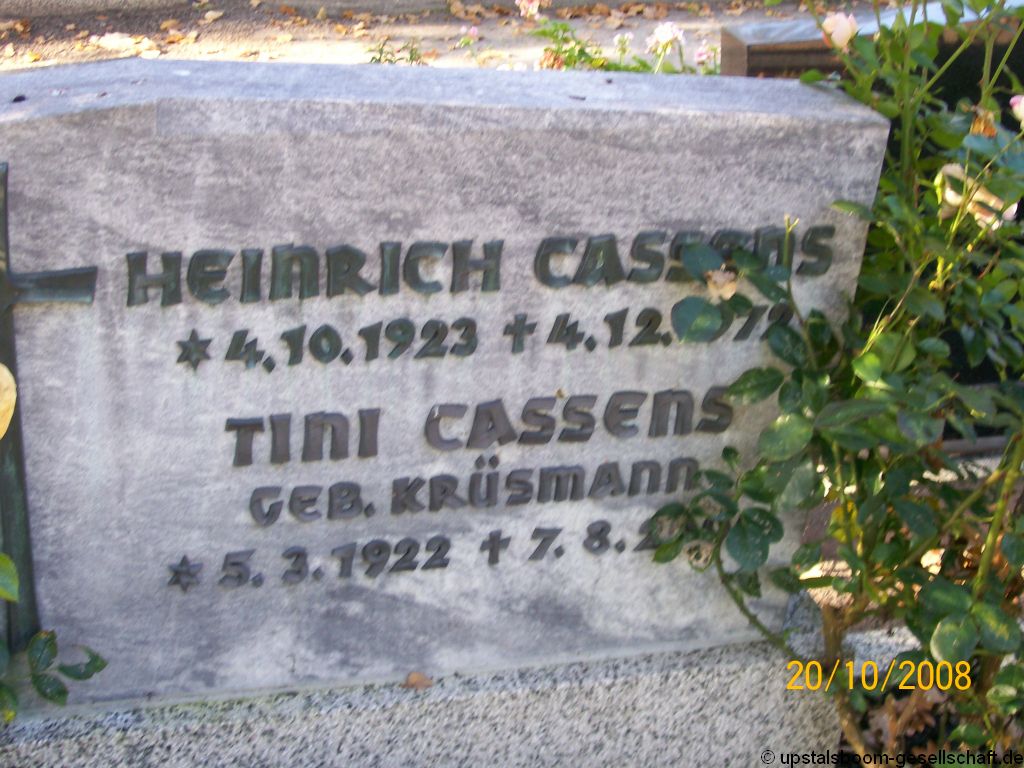 HEINRICH CASSENS
* 4.10.1923 † 4.12.
TINI CASSENS
GEB. KRÜSMANN
* 5.3.1922 † 7.8.
20/10/2008
© upstalsboom-gesellschaft.de